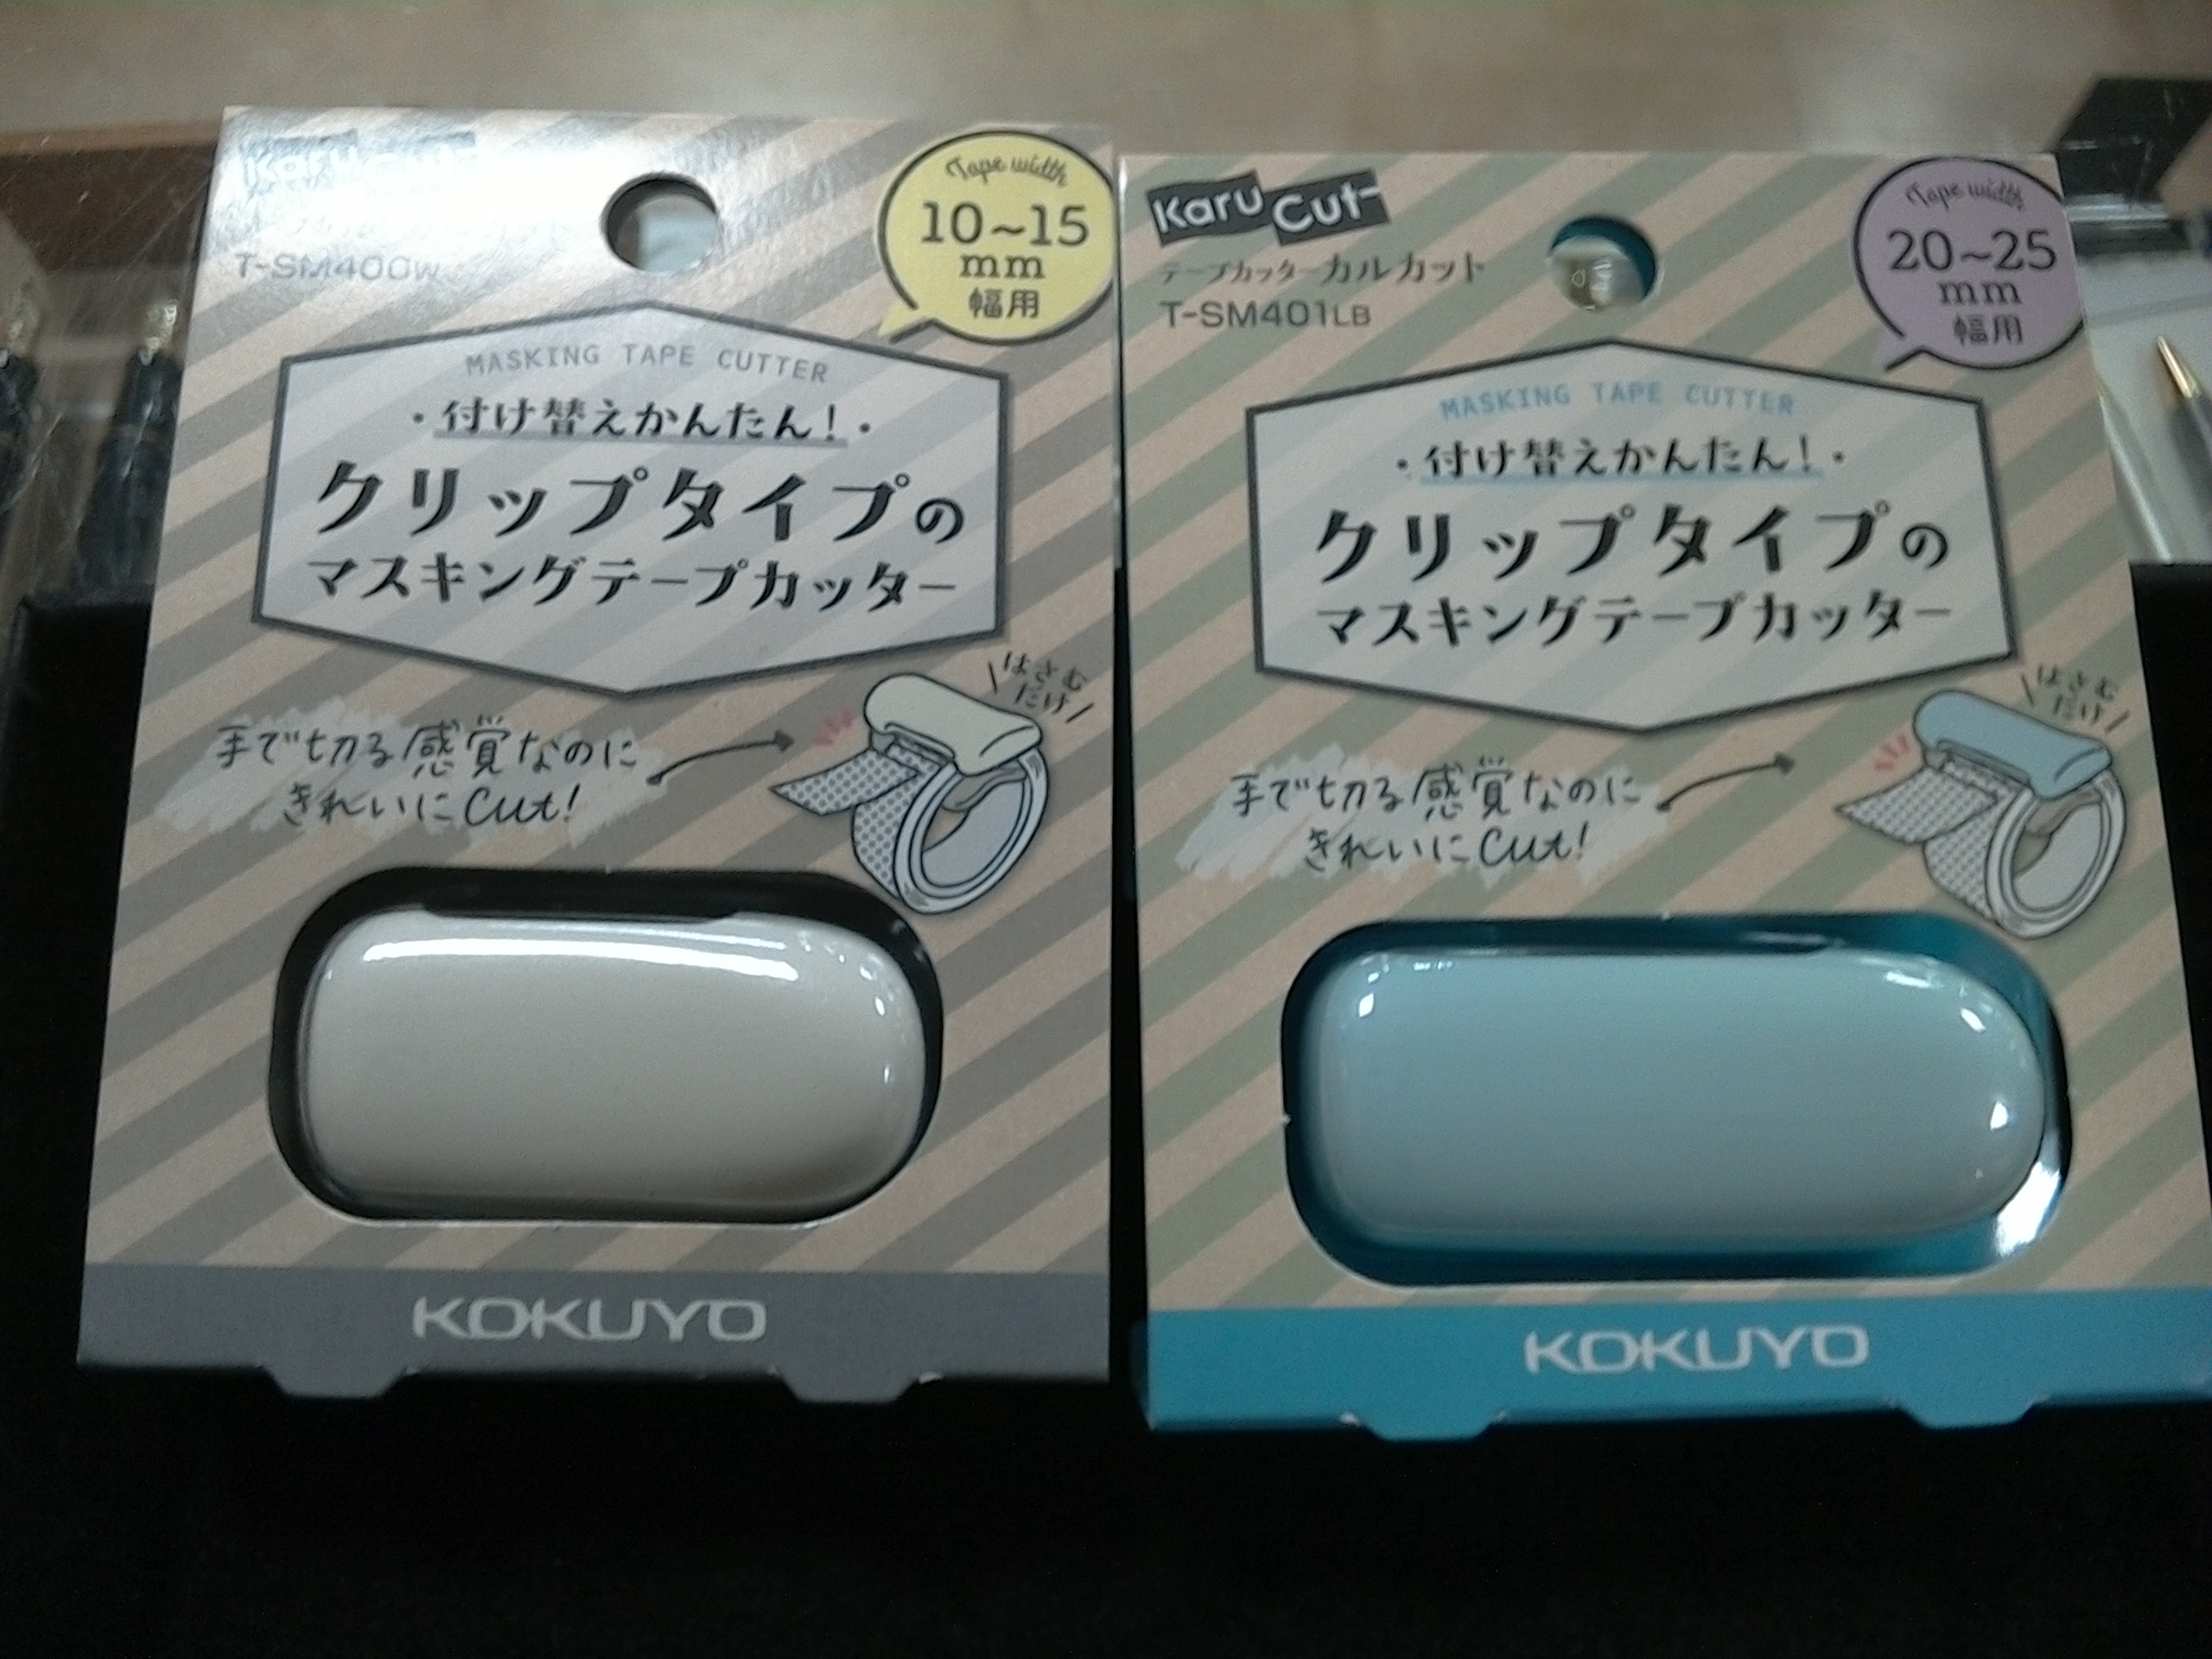 Karu Cut
T-SM400W
Tape width
10~15
mm
幅用
MASKING TAPE CUTTER
・付け替えかんたん!・
クリップタイプの
マスキングテープカッター
はさむ
だけ
手で切る感覚なのに
きれいにCut!
KOKUYO
Karu Cut
テープカッターカルカット
T-SM401LB
Tape width
20~25
mm
幅用
MASKING TAPE CUTTER
・付け替えかんたん!・
クリップタイプの
マスキングテープカッター
はさむ
だけ
手で切る感覚なのに
きれいにCut!
KOKUYO